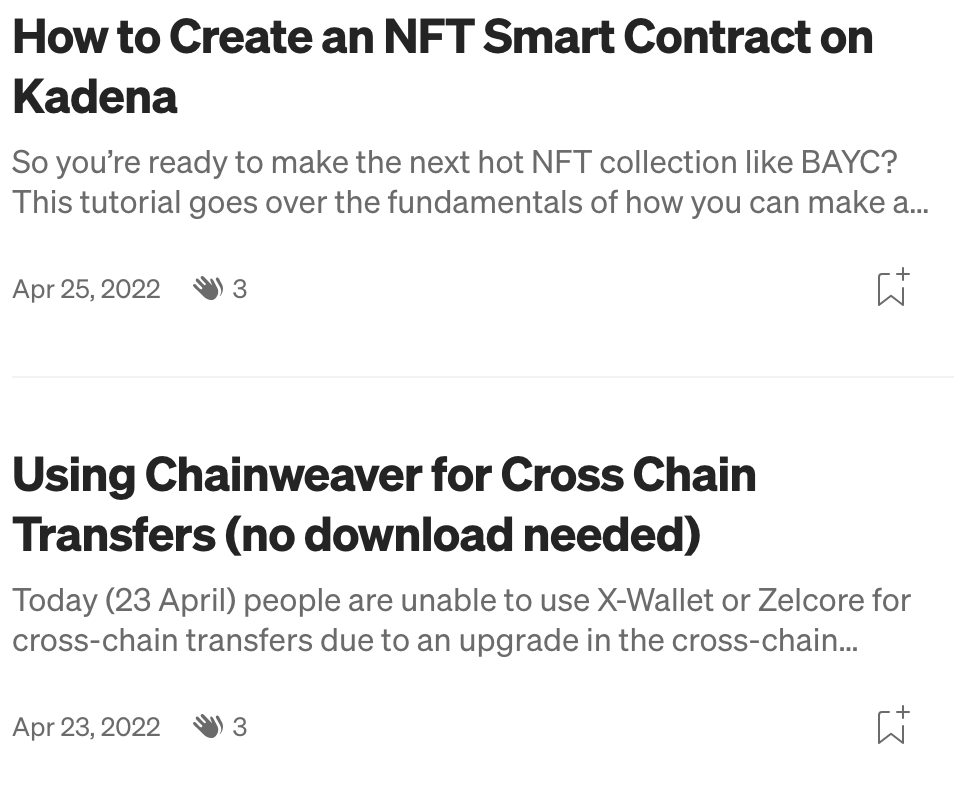 How to Create an NFT Smart Contract on
Kadena
So you’re ready to make the next hot NFT collection like BAYC?
This tutorial goes over the fundamentals of how you can make a...
Apr 25, 2022 3
Using Chainweaver for Cross Chain
Transfers (no download needed)
Today (23 April) people are unable to use X-Wallet or Zelcore for
cross-chain transfers due to an upgrade in the cross-chain...
Apr 23, 2022 3